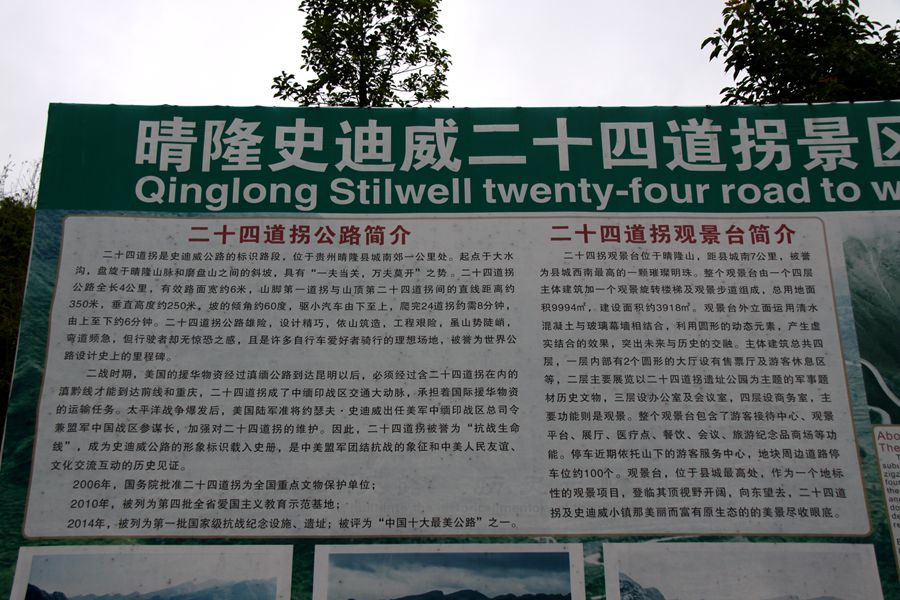 晴隆史迪威二十四道拐景区
Qinglong Stilwell twenty-four road to w
二十四道拐公路简介
二十四道拐是史迪威公路的标识路段，位于贵州晴隆县城南郊一公里处。起点于大水
沟，盘旋于晴隆山脉和磨盘山之间的斜坡，具有“一夫当关，万夫莫开”之势。二十四道拐
公路全长4公里，有效路面宽约6米，山脚第一道拐与山顶第二十四道拐间的直线距离约
350米，垂直高度约250米，坡的倾角约60度，驱小汽车由下至上，爬完24道拐约需8分钟，
由上至下约6分钟。二十四道拐公路雄险，设计精巧，依山筑造，工程艰险，虽山势陡峭，
弯道频急，但行驶者却无惊恐之感，且是许多自行车爱好者骑行的理想场地，被誉为世界公
路设计史上的里程碑。
二战时期，美国的援华物资经过滇缅公路到达昆明以后，必须经过含二十四道拐在内的
滇黔线才能到达前线和重庆，二十四道拐成了中缅印战区交通大动脉，承担着国际援华物资
的运输任务。太平洋战争爆发后，美国陆军准将约瑟夫·史迪威出任美军中缅印战区总司令
兼盟军中国战区参谋长，加强对二十四道拐的维护。因此，二十四道拐被誉为“抗战生命
线”，成为史迪威公路的形象标识载入史册，是中美盟军团结抗战的象征和中美人民友谊、
文化交流互动的历史见证。
2006年，国务院批准二十四道拐为全国重点文物保护单位；
2010年，被列为第四批全省爱国主义教育示范基地；
2014年，被列为第一批国家级抗战纪念设施、遗址；被评为“中国十大最美公路”之一。
二十四道拐观景台简介
二十四拐观景台位于晴隆山，距县城南7公里，被誉
为县城西南最高的一颗璀璨明珠。整个观景台由一个四层
主体建筑加一个观景旋转楼梯及观景步道组成，总用地面
积9994㎡，建设面积约3918㎡。观景台外立面运用清水
混凝土与玻璃幕墙相结合，利用圆形的动态元素，产生虚
实结合的效果，突出未来与历史的交融。主体建筑总共四
层，一层内部有2个圆形的大厅设有售票厅及游客休息区
等，二层主要展览以二十四道拐遗址公园为主题的军事题
材历史文物，三层设办公室及会议室，四层设商务室，主
要功能则是观景。整个观景台包含了游客接待中心、观景
平台、展厅、医疗点、餐饮、会议、旅游纪念品商场等功
能。停车近期依托山下的游客服务中心，地块周边道路停
车位约100个。观景台，位于县城最高处，作为一个地标
性的观景项目，登临其顶视野开阔，向东望去，二十四道
拐及史迪威小镇那美丽而富有原生态的的美景尽收眼底。